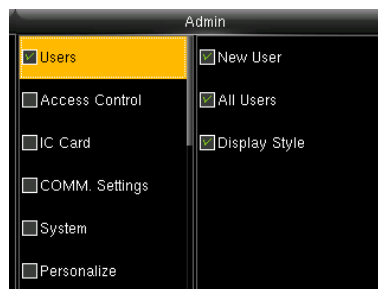 Admin
Users
New User
Access Control
All Users
IC Card
Display Style
COMM. Settings
System
Personalize